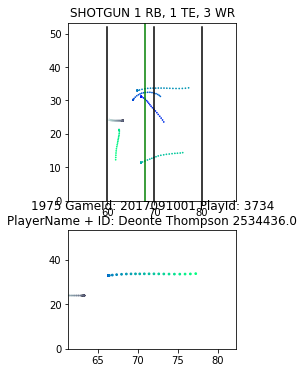 SHOTGUN 1 RB, 1 TE, 3 WR
50
40
30
20
10
0
60 70 80
1975 GameId: 2017091001 PlayId: 3734
PlayerName + ID: Deonte Thompson 2534436.0
40
20
0
65 70 75 80